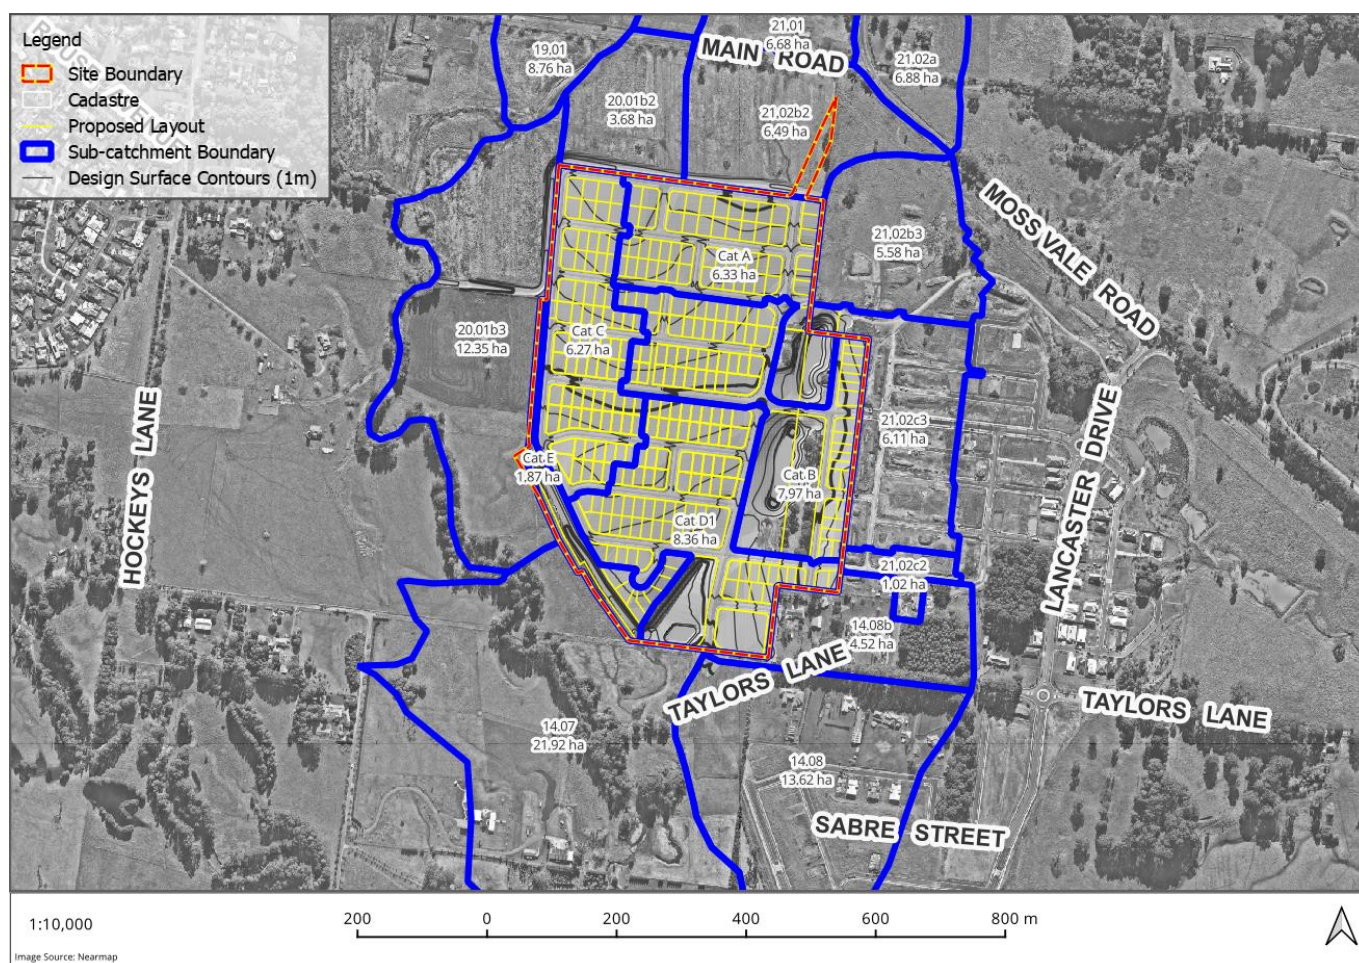 Legend
Site Boundary
Cadastre
Proposed Layout
Sub-catchment Boundary
Design Surface Contours (1m)
19.01
8.76 ha
20.01b2
3.68 ha
21.01
6.68 ha
MAIN ROAD
21.02a
6.88 ha
21.02b2
6.49 ha
MOSS VALE ROAD
21.02b3
5.58 ha
Cat A
6.33 ha
20.01b3
12.35 ha
Cat C
6.27 ha
HOCKEYS LANE
21.02c3
6.11 ha
LANCASTER DRIVE
Cat E
1.87 ha
Cat B
7.97 ha
Cat D1
8.36 ha
21.02c2
1.02 ha
14.08b
4.52 ha
TAYLORS LANE
TAYLORS LANE
14.07
21.92 ha
14.08
13.62 ha
SABRE STREET
1:10,000
200 0 200 400 600 800 m
Image Source: Nearmap